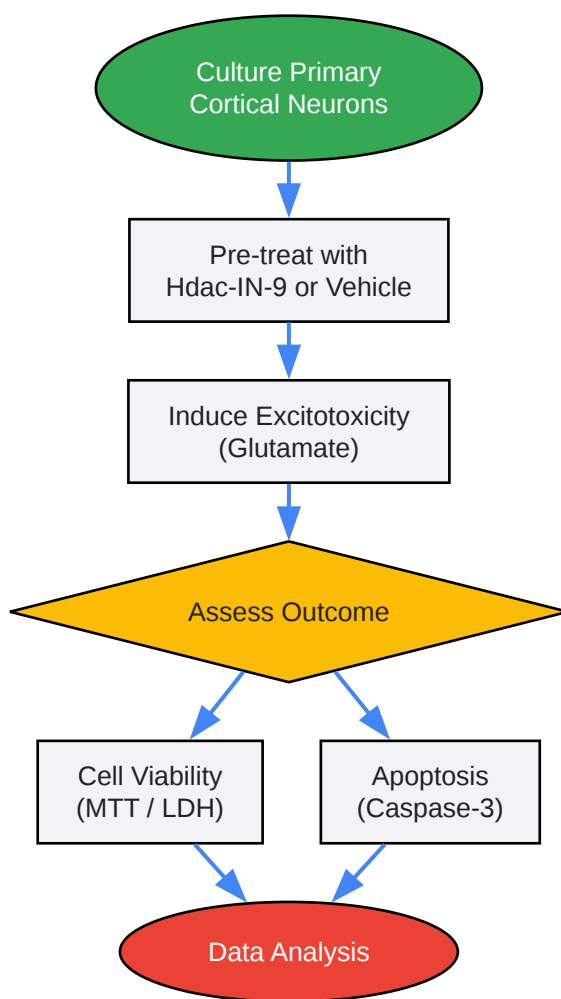 Culture Primary
Cortical Neurons
Pre-treat with
Hdac-IN-9 or Vehicle
Induce Excitotoxicity
(Glutamate)
Assess Outcome
Cell Viability
(MTT / LDH)
Apoptosis
(Caspase-3)
Data Analysis